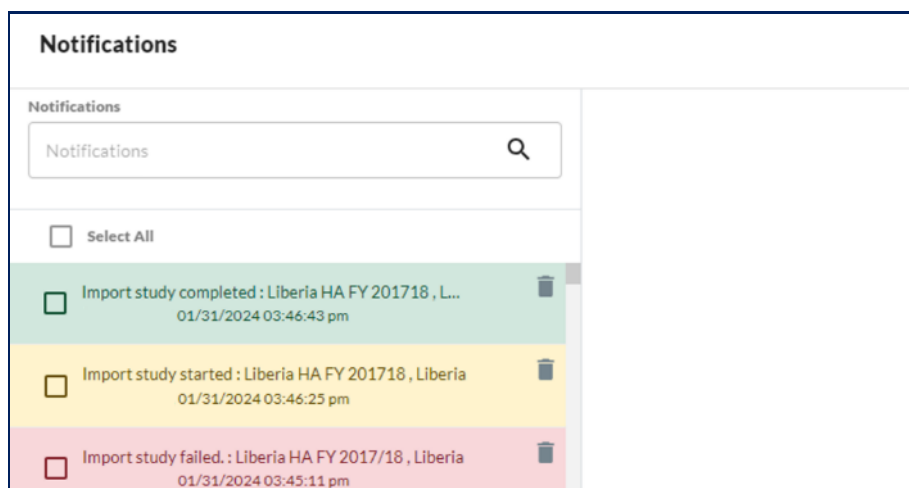 Notifications
Notifications
Notifications
Select All
Import study completed : Liberia HA FY 201718 , L...
01/31/2024 03:46:43 pm
Import study started : Liberia HA FY 201718 , Liberia
01/31/2024 03:46:25 pm
Import study failed. : Liberia HA FY 2017/18 , Liberia
01/31/2024 03:45:11 pm